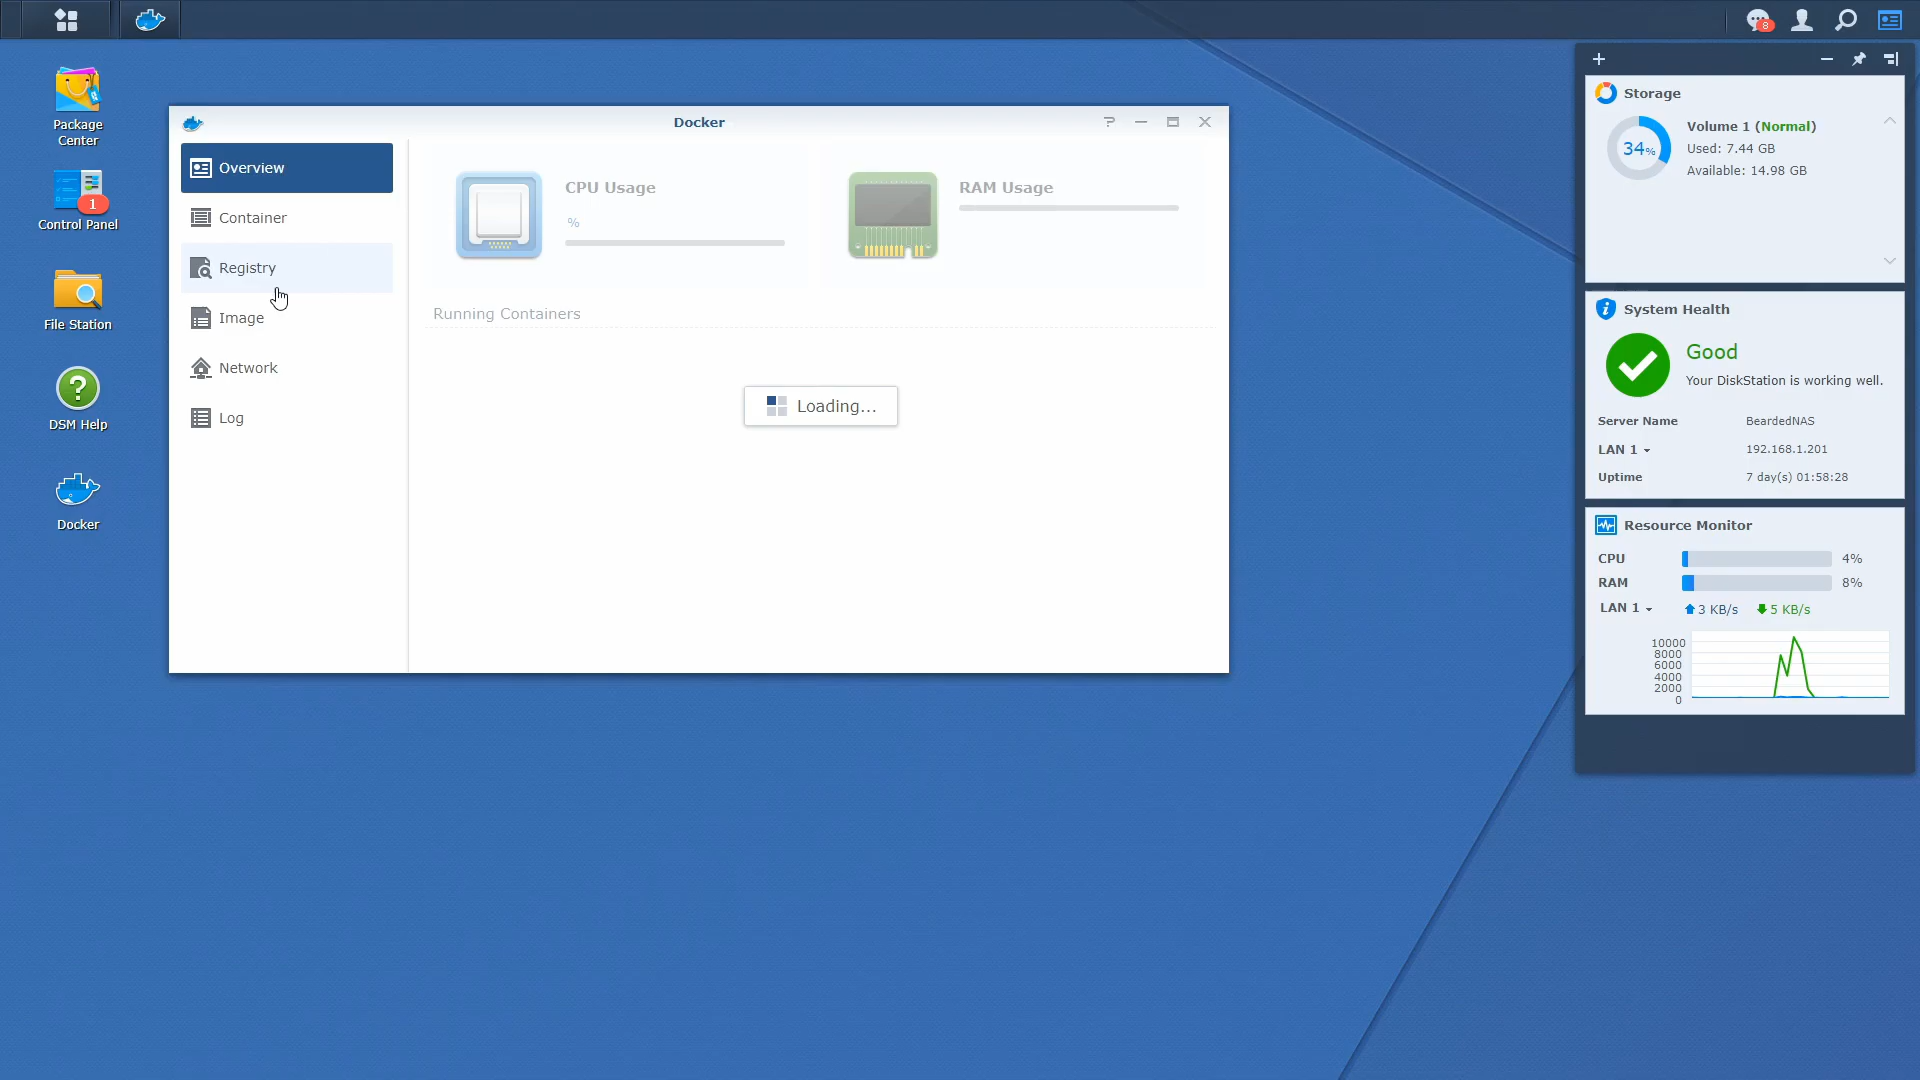 8
Package
Center
1
Control Panel
File Station
?
DSM Help
Docker
Docker
?
Overview
Container
Registry
Image
Network
Log
CPU Usage
%
RAM Usage
Running Containers
Loading...
Storage
34%
Volume 1 (Normal)
Used: 7.44 GB
Available: 14.98 GB
System Health
Good
Your DiskStation is working well.
Server Name BeardedNAS
LAN 1 192.168.1.201
Uptime 7 day(s) 01:58:28
Resource Monitor
CPU 4%
RAM 8%
LAN 1 3 KB/s 5 KB/s
10000
8000
6000
4000
2000
0